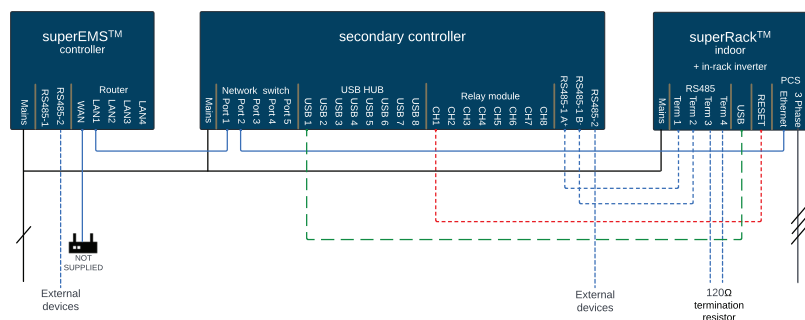 superEMS™
controller
Router
Mains
RS485-1
RS485-2
WAN
LAN1
LAN2
LAN3
LAN4
secondary controller
Network switch
USB HUB
Relay module
Mains
Port 1
Port 2
Port 3
Port 4
Port 5
USB 1
USB 2
USB 3
USB 4
USB 5
USB 6
USB 7
USB 8
CH1
CH2
CH3
CH4
CH5
CH6
CH7
CH8
RS485-1 A+
RS485-1 B-
RS485-2
superRack™
indoor
+ in-rack inverter
PCS
RS485
Mains
Term 1
Term 2
Term 3
Term 4
USB
RESET
Ethernet
3 Phase
NOT
SUPPLIED
External
devices
External
devices
120Ω
termination
resistor